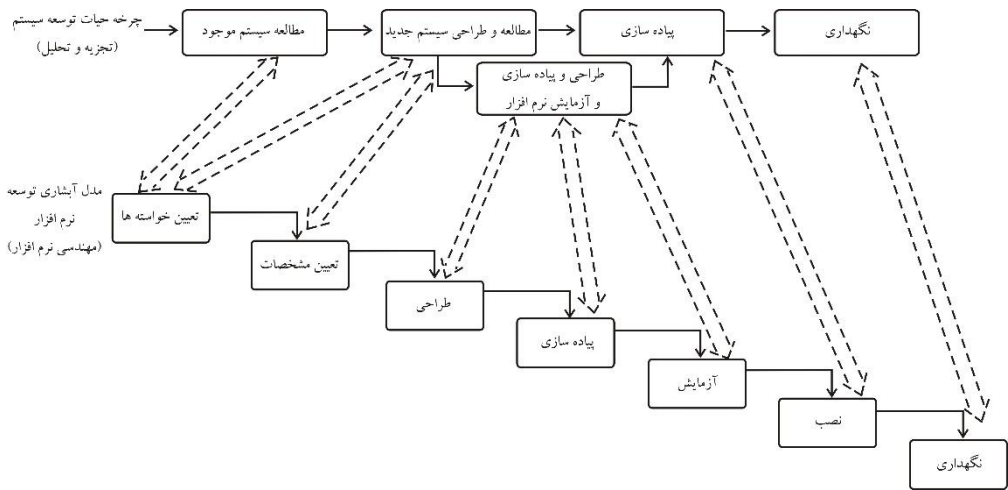 چرخه حیات توسعه سیستم
(تجزیه و تحلیل)
مطالعه سیستم موجود
مطالعه و طراحی سیستم جدید
پیاده سازی
نگهداری
طراحی و پیاده سازی
و آزمایش نرم افزار
مدل آبشاری توسعه
نرم افزار
(مهندسی نرم افزار)
تعیین خواسته ها
تعیین مشخصات
طراحی
پیاده سازی
آزمایش
نصب
نگهداری